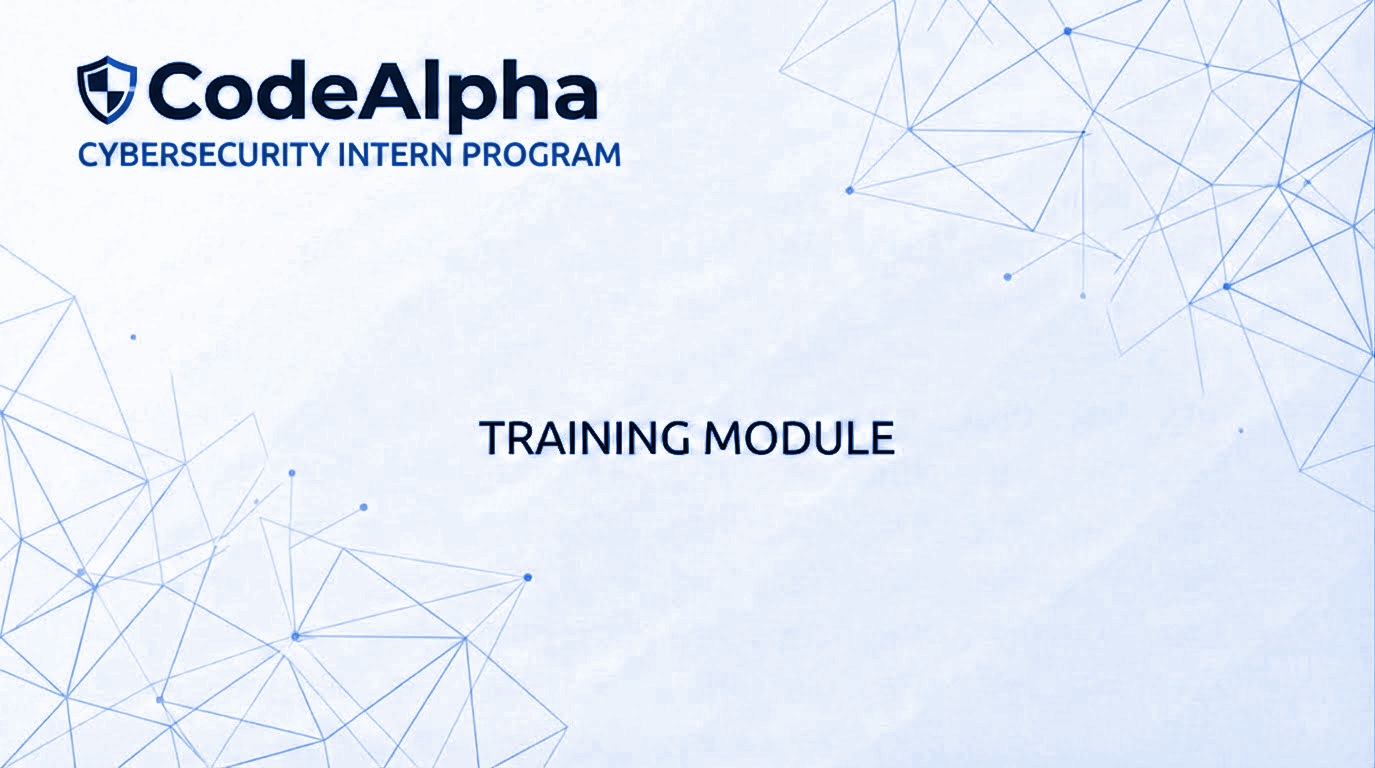 CodeAlpha
CYBERSECURITY INTERN PROGRAM
TRAINING MODULE